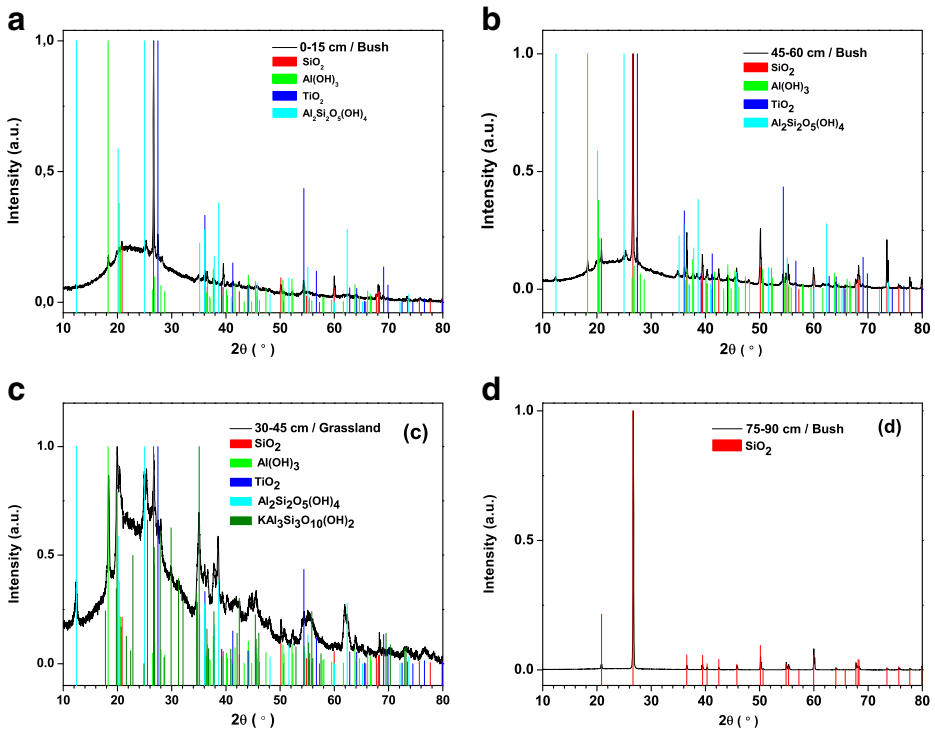 a
1,0
0,5
0,0
Intensity (a.u.)
0-15 cm / Bush
SiO2
Al(OH)3
TiO2
Al2Si2O5(OH)4
10 20 30 40 50 60 70 80
2θ ( ° )
b
1.0
0.5
0.0
Intensity (a.u.)
45-60 cm / Bush
SiO2
Al(OH)3
TiO2
Al2Si2O5(OH)4
10 20 30 40 50 60 70 80
2θ ( ° )
c
1.0
0.5
0.0
Intensity (a.u.)
30-45 cm / Grassland
(c)
SiO2
Al(OH)3
TiO2
Al2Si2O5(OH)4
KAl3Si3O10(OH)2
10 20 30 40 50 60 70 80
2θ ( ° )
d
1.0
0.5
0.0
Intensity (a.u.)
75-90 cm / Bush
(d)
SiO2
10 20 30 40 50 60 70 80
2θ ( ° )